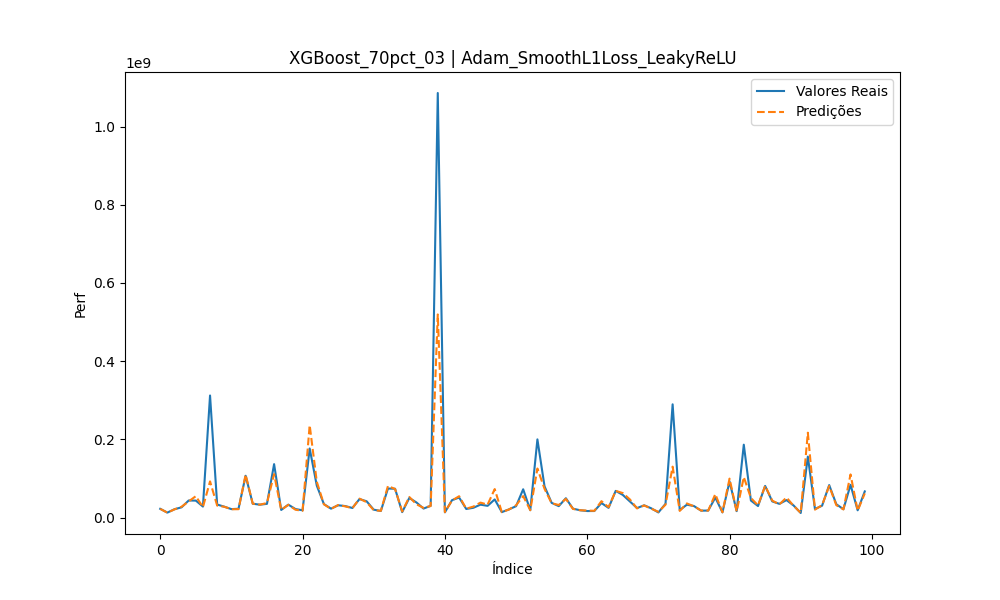 XGBoost_70pct_03 | Adam_SmoothL1Loss_LeakyReLU
1e9
Valores Reais
Predições
1.0
0.8
0.6
0.4
0.2
0.0
Perf
0
20
40
60
80
100
Índice